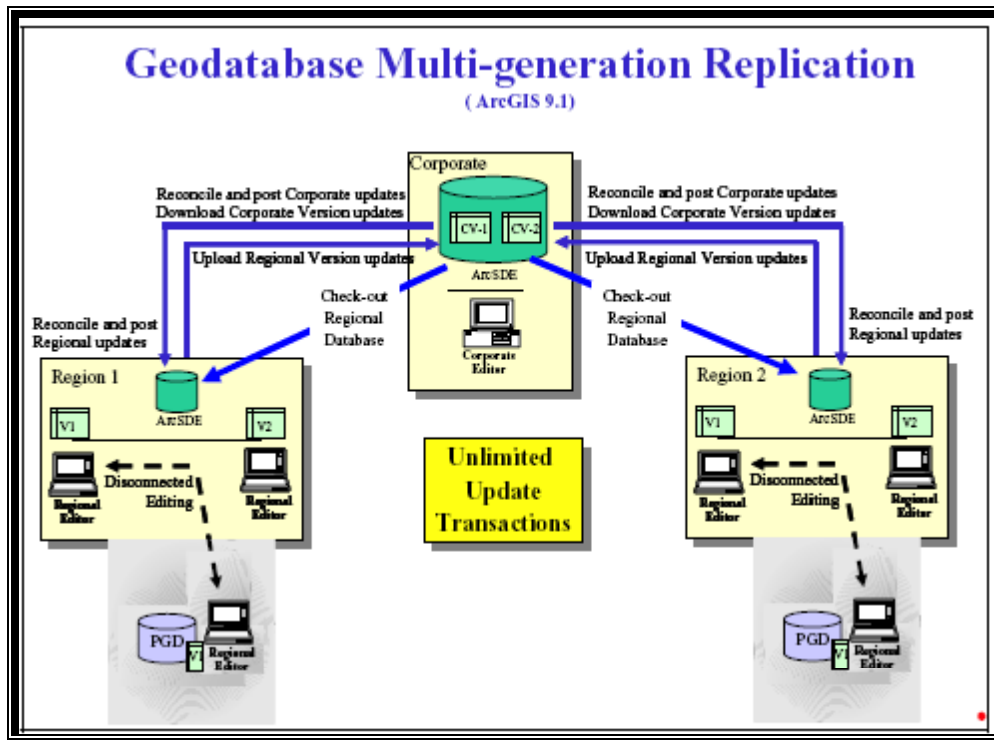 Geodatabase Multi-generation Replication
( ArcGIS 9.1)
Corporate
CV-1
CV-2
ArcSDE
Corporate
Editor
Reconcile and post Corporate updates
Download Corporate Version updates
Upload Regional Version updates
Check-out
Regional
Database
Reconcile and post
Regional updates
Reconcile and post Corporate updates
Download Corporate Version updates
Upload Regional Version updates
Check-out
Regional
Database
Reconcile and post
Regional updates
Region 1
ArcSDE
V1
V2
Disconnected
Editing
Regional
Editor
Regional
Editor
PGD
V1
Regional
Editor
Unlimited
Update
Transactions
Region 2
ArcSDE
V1
V2
Disconnected
Editing
Regional
Editor
Regional
Editor
PGD
V1
Regional
Editor